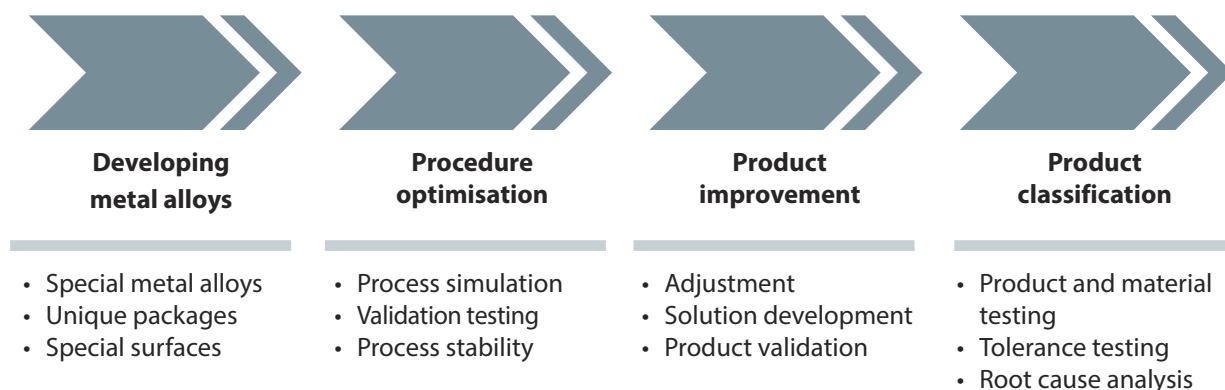 Developing
metal alloys
• Special metal alloys
• Unique packages
• Special surfaces
Procedure
optimisation
• Process simulation
• Validation testing
• Process stability
Product
improvement
• Adjustment
• Solution development
• Product validation
Product
classification
• Product and material
testing
• Tolerance testing
• Root cause analysis